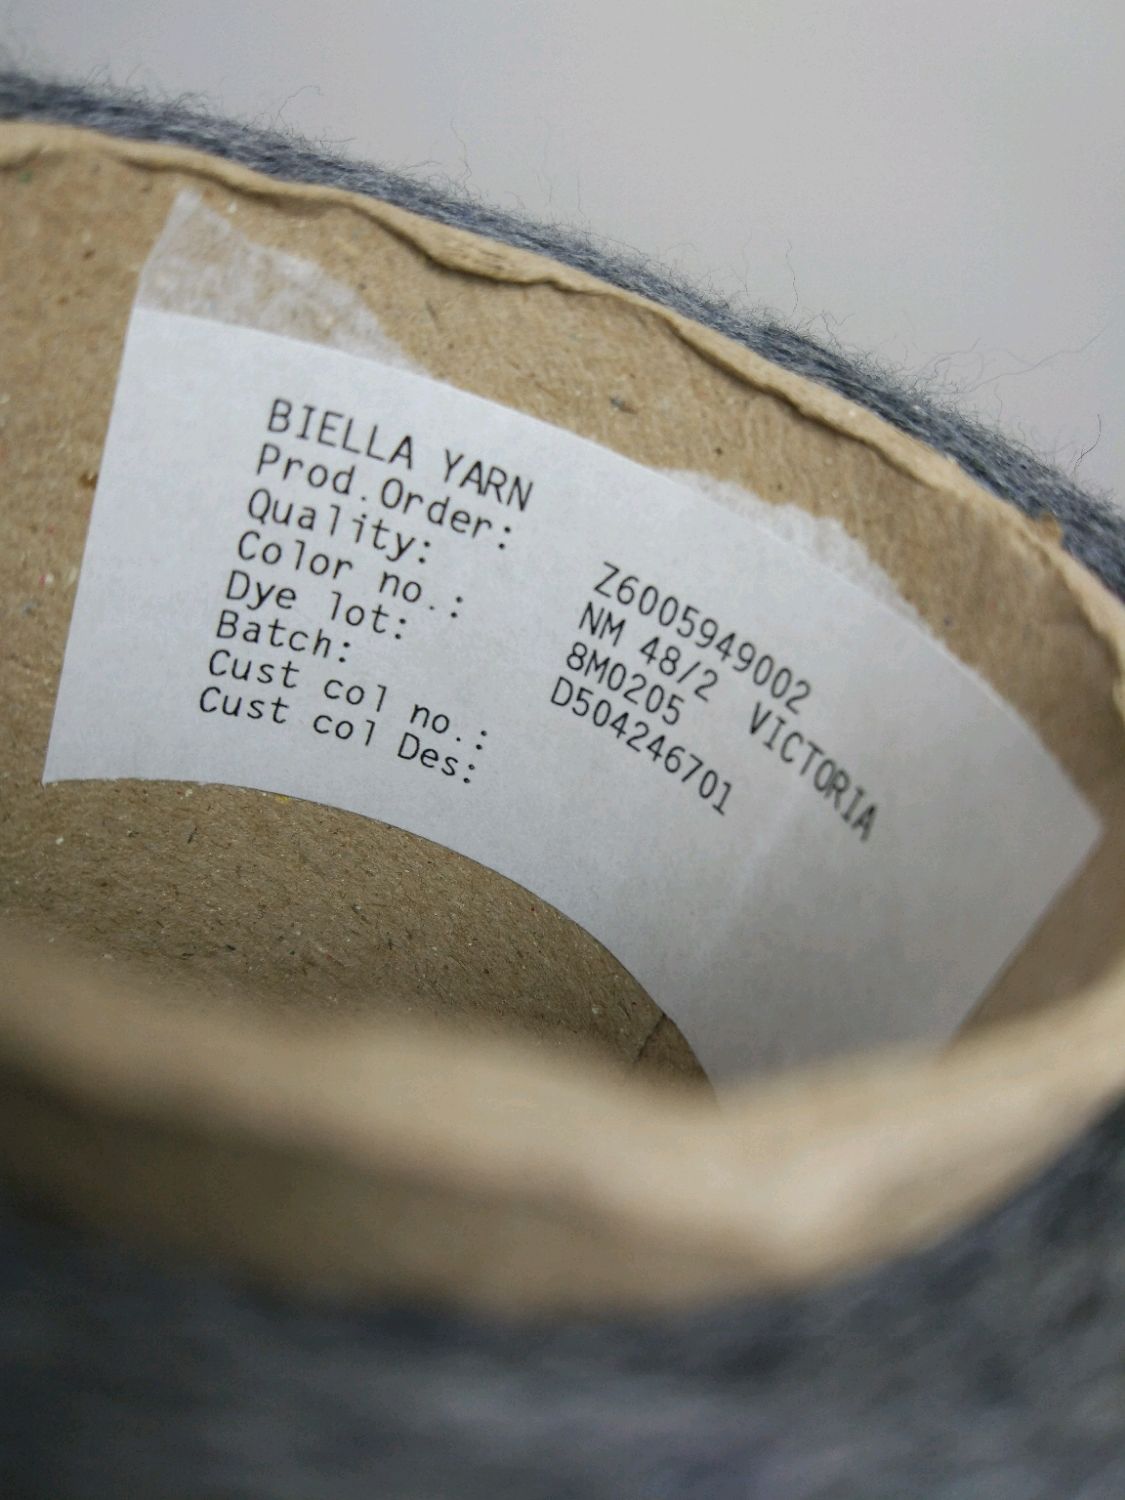 BIELLA YARN
Prod.Order: Z6005949002
Quality: NM 48/2 VICTORIA
Color no.: 8M0205
Dye lot: D504246701
Batch:
Cust col no.:
Cust col Des: